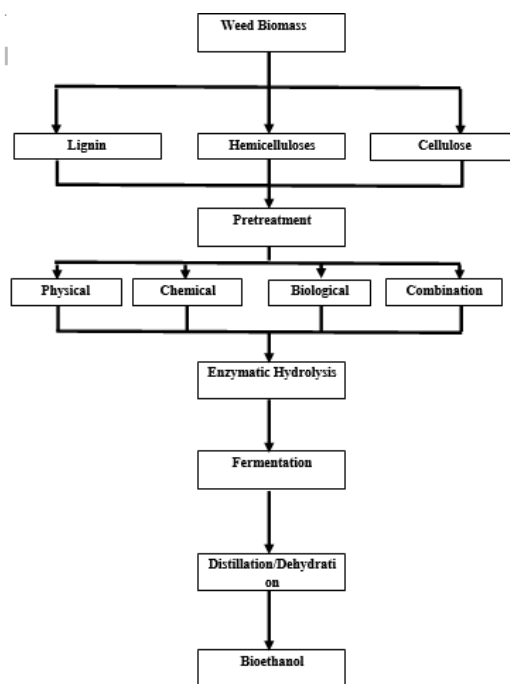 Weed Biomass
Lignin
Hemicelluloses
Cellulose
Pretreatment
Physical
Chemical
Biological
Combination
Enzymatic Hydrolysis
Fermentation
Distillation/Dehydrati
on
Bioethanol